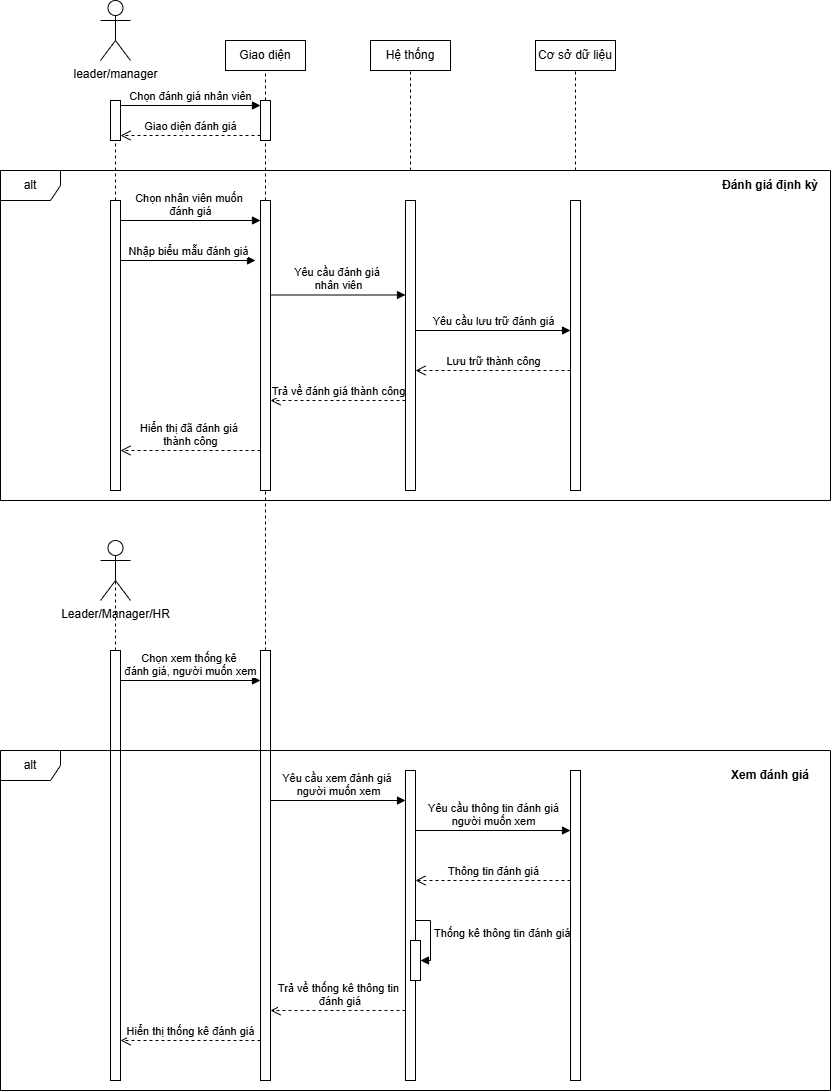 leader/manager
Giao diện
Hệ thống
Cơ sở dữ liệu
Chọn đánh giá nhân viên
Giao diện đánh giá
alt
Đánh giá định kỳ
Chọn nhân viên muốn
đánh giá
Nhập biểu mẫu đánh giá
Yêu cầu đánh giá
nhân viên
Yêu cầu lưu trữ đánh giá
Lưu trữ thành công
Trả về đánh giá thành công
Hiển thị đã đánh giá
thành công
Leader/Manager/HR
Chọn xem thống kê
đánh giá, người muốn xem
alt
Xem đánh giá
Yêu cầu xem đánh giá
người muốn xem
Yêu cầu thông tin đánh giá
người muốn xem
Thông tin đánh giá
Thống kê thông tin đánh giá
Trả về thống kê thông tin
đánh giá
Hiển thị thống kê đánh giá